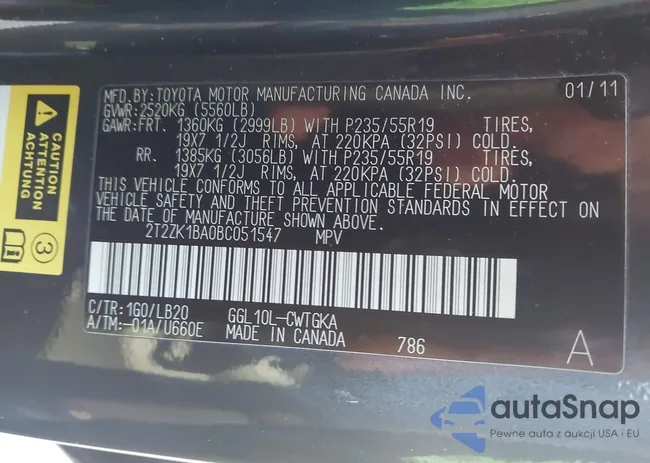 MFD.BY:TOYOTA MOTOR MANUFACTURING CANADA INC. 01/11
GVWR:2520KG (5560LB)
GAWR:FRT. 1360KG (2999LB) WITH P235/55R19 TIRES,
19X7 1/2J RIMS, AT 220KPA (32PSI) COLD.
RR. 1385KG (3056LB) WITH P235/55R19 TIRES,
19X7 1/2J RIMS, AT 220KPA (32PSI) COLD.
THIS VEHICLE CONFORMS TO ALL APPLICABLE FEDERAL MOTOR
VEHICLE SAFETY AND THEFT PREVENTION STANDARDS IN EFFECT ON
THE DATE OF MANUFACTURE SHOWN ABOVE.
2T2ZK1BA0BC051547 MPV
C/TR:1G0/LB20 GGL10L-CWTGKA
A/TM:-01A/U660E MADE IN CANADA 786 A
CAUTION
ATTENTION
PRECAUCION
3
autaSnap
Pewne auta z aukcji USA i EU